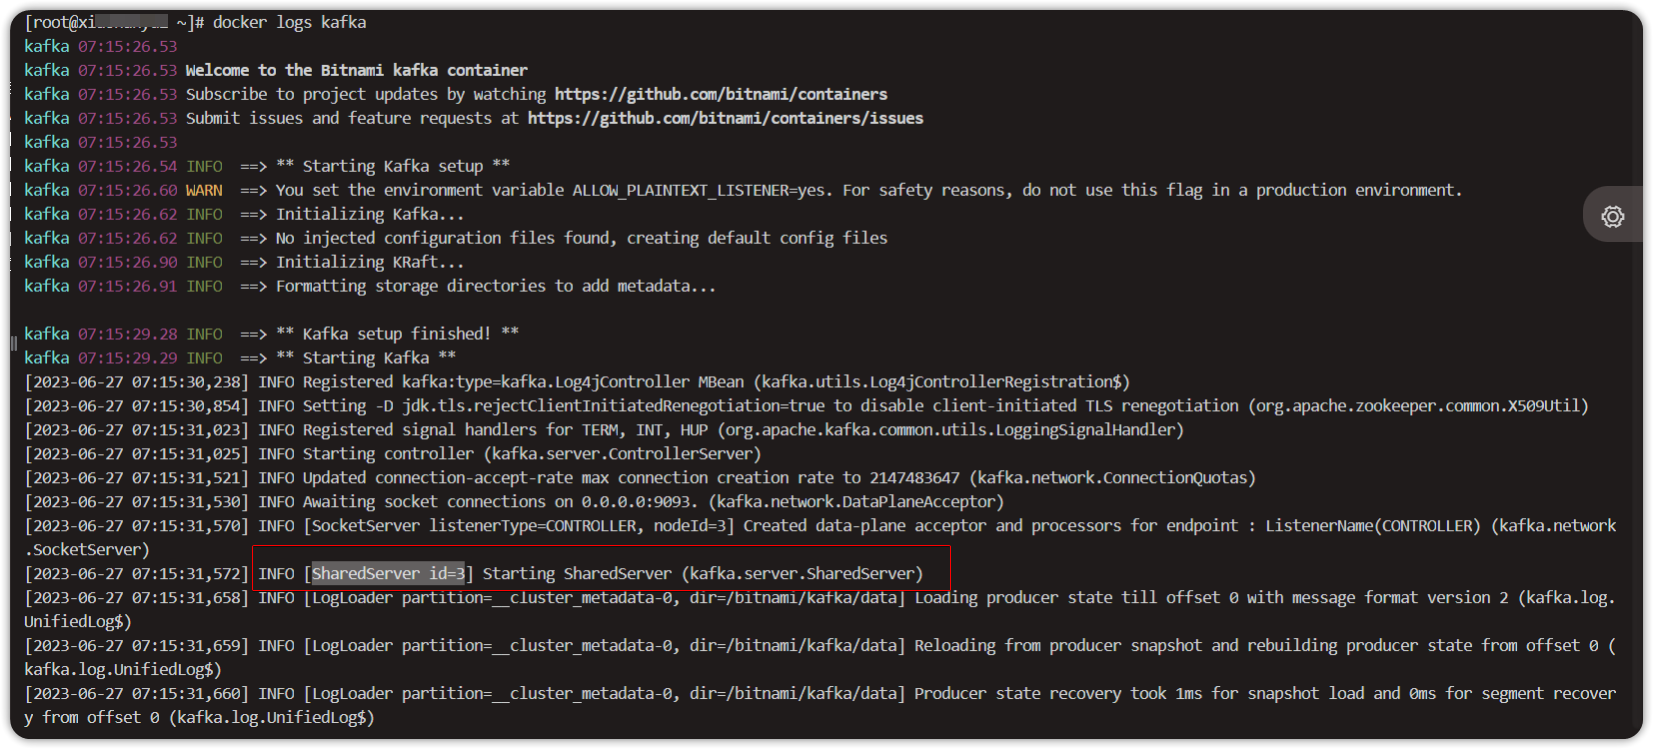 [root@xi ~]# docker logs kafka
kafka 07:15:26.53
kafka 07:15:26.53 Welcome to the Bitnami kafka container
kafka 07:15:26.53 Subscribe to project updates by watching https://github.com/bitnami/containers
kafka 07:15:26.53 Submit issues and feature requests at https://github.com/bitnami/containers/issues
kafka 07:15:26.53
kafka 07:15:26.54 INFO  ==> ** Starting Kafka setup **
kafka 07:15:26.60 WARN  ==> You set the environment variable ALLOW_PLAINTEXT_LISTENER=yes. For safety reasons, do not use this flag in a production environment.
kafka 07:15:26.62 INFO  ==> Initializing Kafka...
kafka 07:15:26.62 INFO  ==> No injected configuration files found, creating default config files
kafka 07:15:26.90 INFO  ==> Initializing KRaft...
kafka 07:15:26.91 INFO  ==> Formatting storage directories to add metadata...
kafka 07:15:29.28 INFO  ==> ** Kafka setup finished! **
kafka 07:15:29.29 INFO  ==> ** Starting Kafka **
[2023-06-27 07:15:30,238] INFO Registered kafka:type=kafka.Log4jController MBean (kafka.utils.Log4jControllerRegistration$)
[2023-06-27 07:15:30,854] INFO Setting -D jdk.tls.rejectClientInitiatedRenegotiation=true to disable client-initiated TLS renegotiation (org.apache.zookeeper.common.X509Util)
[2023-06-27 07:15:31,023] INFO Registered signal handlers for TERM, INT, HUP (org.apache.kafka.common.utils.LoggingSignalHandler)
[2023-06-27 07:15:31,025] INFO Starting controller (kafka.server.ControllerServer)
[2023-06-27 07:15:31,521] INFO Updated connection-accept-rate max connection creation rate to 2147483647 (kafka.network.ConnectionQuotas)
[2023-06-27 07:15:31,530] INFO Awaiting socket connections on 0.0.0.0:9093. (kafka.network.DataPlaneAcceptor)
[2023-06-27 07:15:31,570] INFO [SocketServer listenerType=CONTROLLER, nodeId=3] Created data-plane acceptor and processors for endpoint : ListenerName(CONTROLLER) (kafka.network
.SocketServer)
[2023-06-27 07:15:31,572] INFO [SharedServer id=3] Starting SharedServer (kafka.server.SharedServer)
[2023-06-27 07:15:31,658] INFO [LogLoader partition=__cluster_metadata-0, dir=/bitnami/kafka/data] Loading producer state till offset 0 with message format version 2 (kafka.log.
UnifiedLog$)
[2023-06-27 07:15:31,659] INFO [LogLoader partition=__cluster_metadata-0, dir=/bitnami/kafka/data] Reloading from producer snapshot and rebuilding producer state from offset 0 (
kafka.log.UnifiedLog$)
[2023-06-27 07:15:31,660] INFO [LogLoader partition=__cluster_metadata-0, dir=/bitnami/kafka/data] Producer state recovery took 1ms for snapshot load and 0ms for segment recover
y from offset 0 (kafka.log.UnifiedLog$)